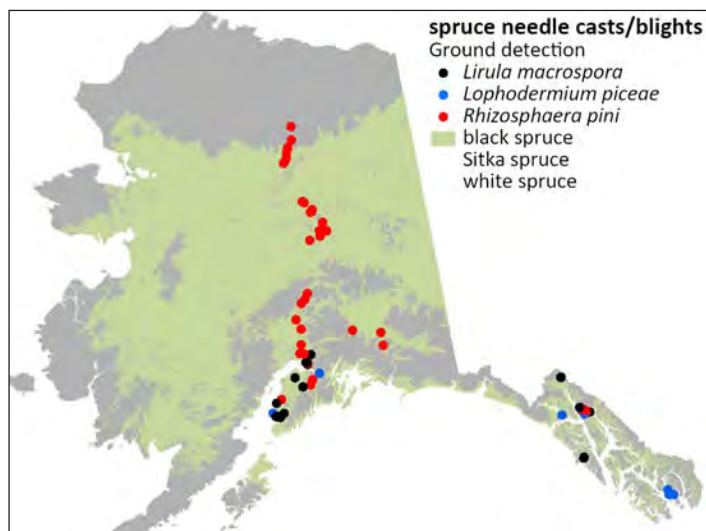 spruce needle casts/blights
Ground detection
Lirula macrospora
Lophodermium piceae
Rhizosphaera pini
black spruce
Sitka spruce
white spruce